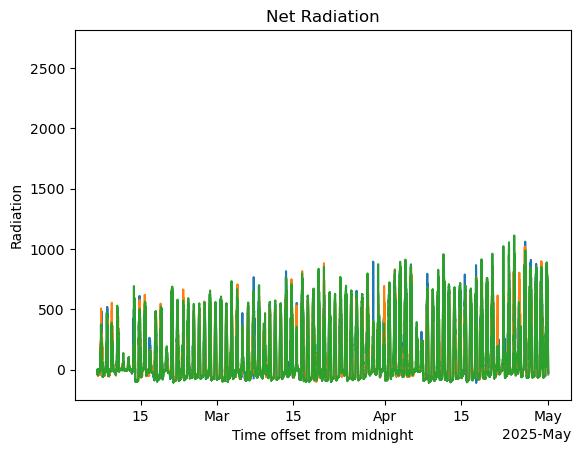 Net Radiation
2500
2000
1500
1000
500
0
Radiation
15
Mar
15
Apr
15
May
Time offset from midnight
2025-May